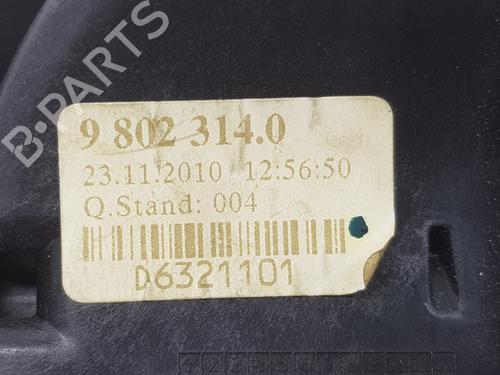 B-PARTS
9 802 314.0
23.11.2010 12:56:50
Q.Stand: 004
D6321101